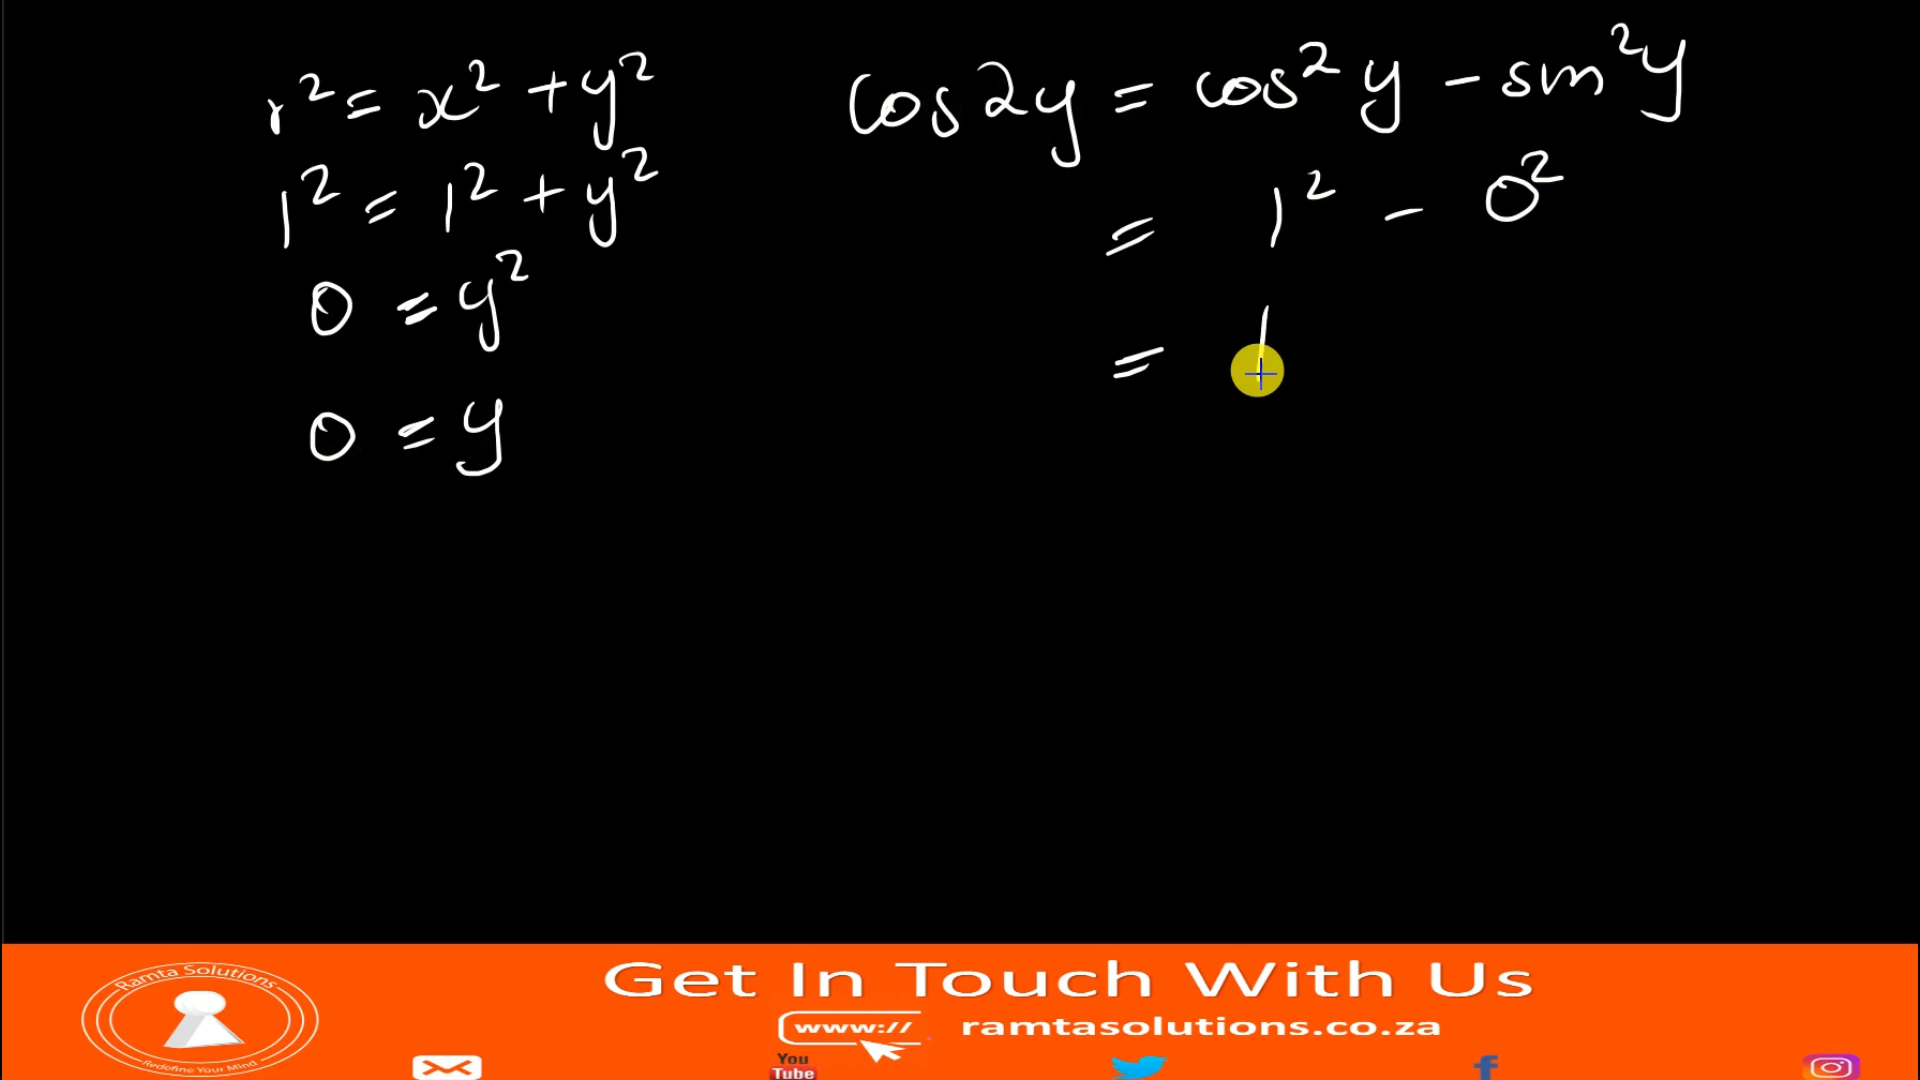 r² = x² + y²
1² = 1² + y²
0 = y²
0 = y
cos 2y = cos² y - sin² y
= 1² - 0²
= 1
Get In Touch With Us
www:// ramtasolutions.co.za
Ramta Solutions
Redefine Your Mind
You
Tube